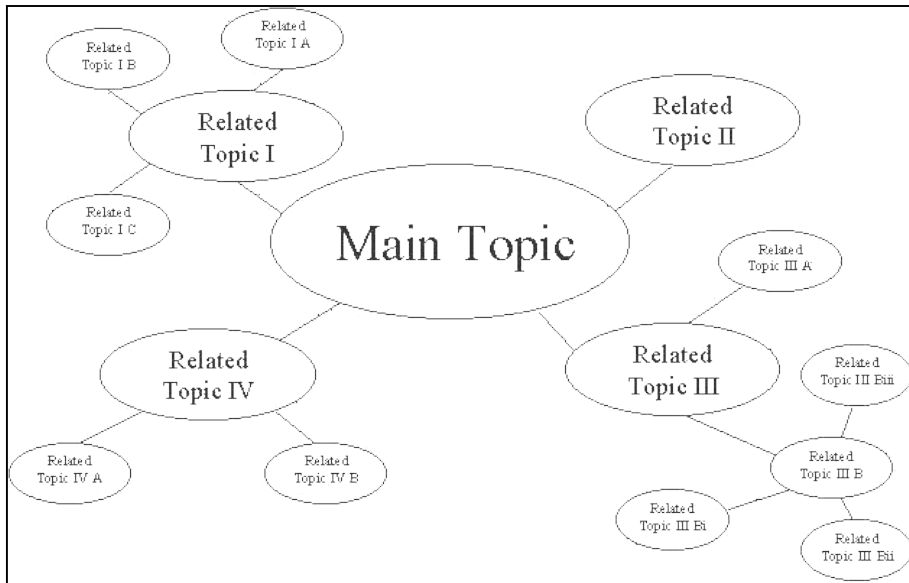 Related
Topic I A
Related
Topic I B
Related
Topic I
Related
Topic I C
Related
Topic II
Main Topic
Related
Topic III A
Related
Topic III
Related
Topic III Biii
Related
Topic III B
Related
Topic III Bi
Related
Topic III Bii
Related
Topic IV
Related
Topic IV A
Related
Topic IV B